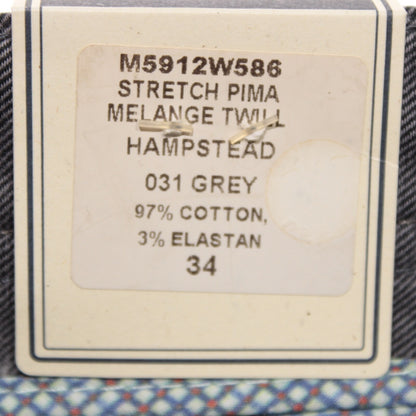 M5912W586
STRETCH PIMA
MELANGE TWILL
HAMPSTEAD
031 GREY
97% COTTON,
3% ELASTAN
34